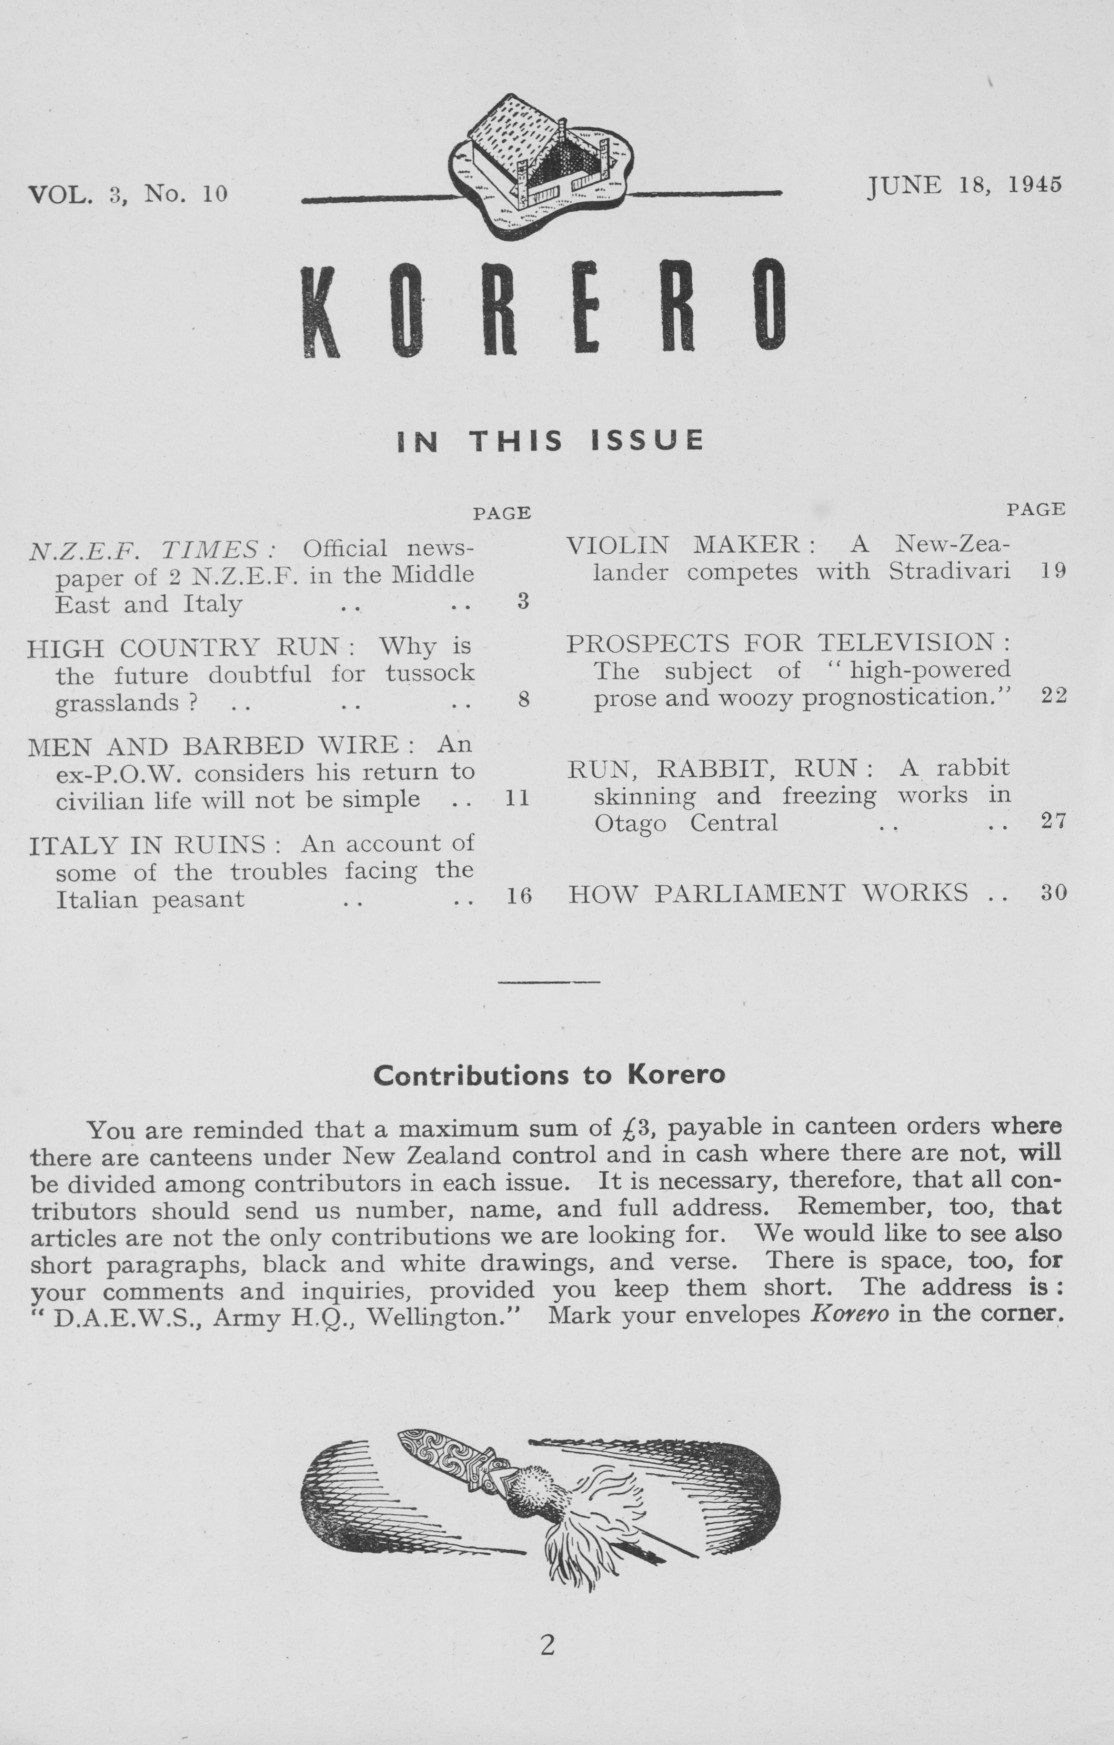 VOL. 3, No. 10
JUNE 18, 1945
KORERO
IN THIS ISSUE
PAGE
N.Z.E.F. TIMES : Official news-
paper of 2 N.Z.E.F. in the Middle
East and Italy .. .. 3
HIGH COUNTRY RUN : Why is
the future doubtful for tussock
grasslands ? .. .. .. 8
MEN AND BARBED WIRE : An
ex-P.O.W. considers his return to
civilian life will not be simple .. 11
ITALY IN RUINS : An account of
some of the troubles facing the
Italian peasant .. .. 16
PAGE
VIOLIN MAKER : A New-Zea-
lander competes with Stradivari 19
PROSPECTS FOR TELEVISION :
The subject of “ high-powered
prose and woozy prognostication.” 22
RUN, RABBIT, RUN : A rabbit
skinning and freezing works in
Otago Central .. .. 27
HOW PARLIAMENT WORKS .. 30
Contributions to Korero
You are reminded that a maximum sum of £3, payable in canteen orders where
there are canteens under New Zealand control and in cash where there are not, will
be divided among contributors in each issue. It is necessary, therefore, that all con-
tributors should send us number, name, and full address. Remember, too, that
articles are not the only contributions we are looking for. We would like to see also
short paragraphs, black and white drawings, and verse. There is space, too, for
your comments and inquiries, provided you keep them short. The address is :
“ D.A.E.W.S., Army H.Q., Wellington.” Mark your envelopes Korero in the corner.
2